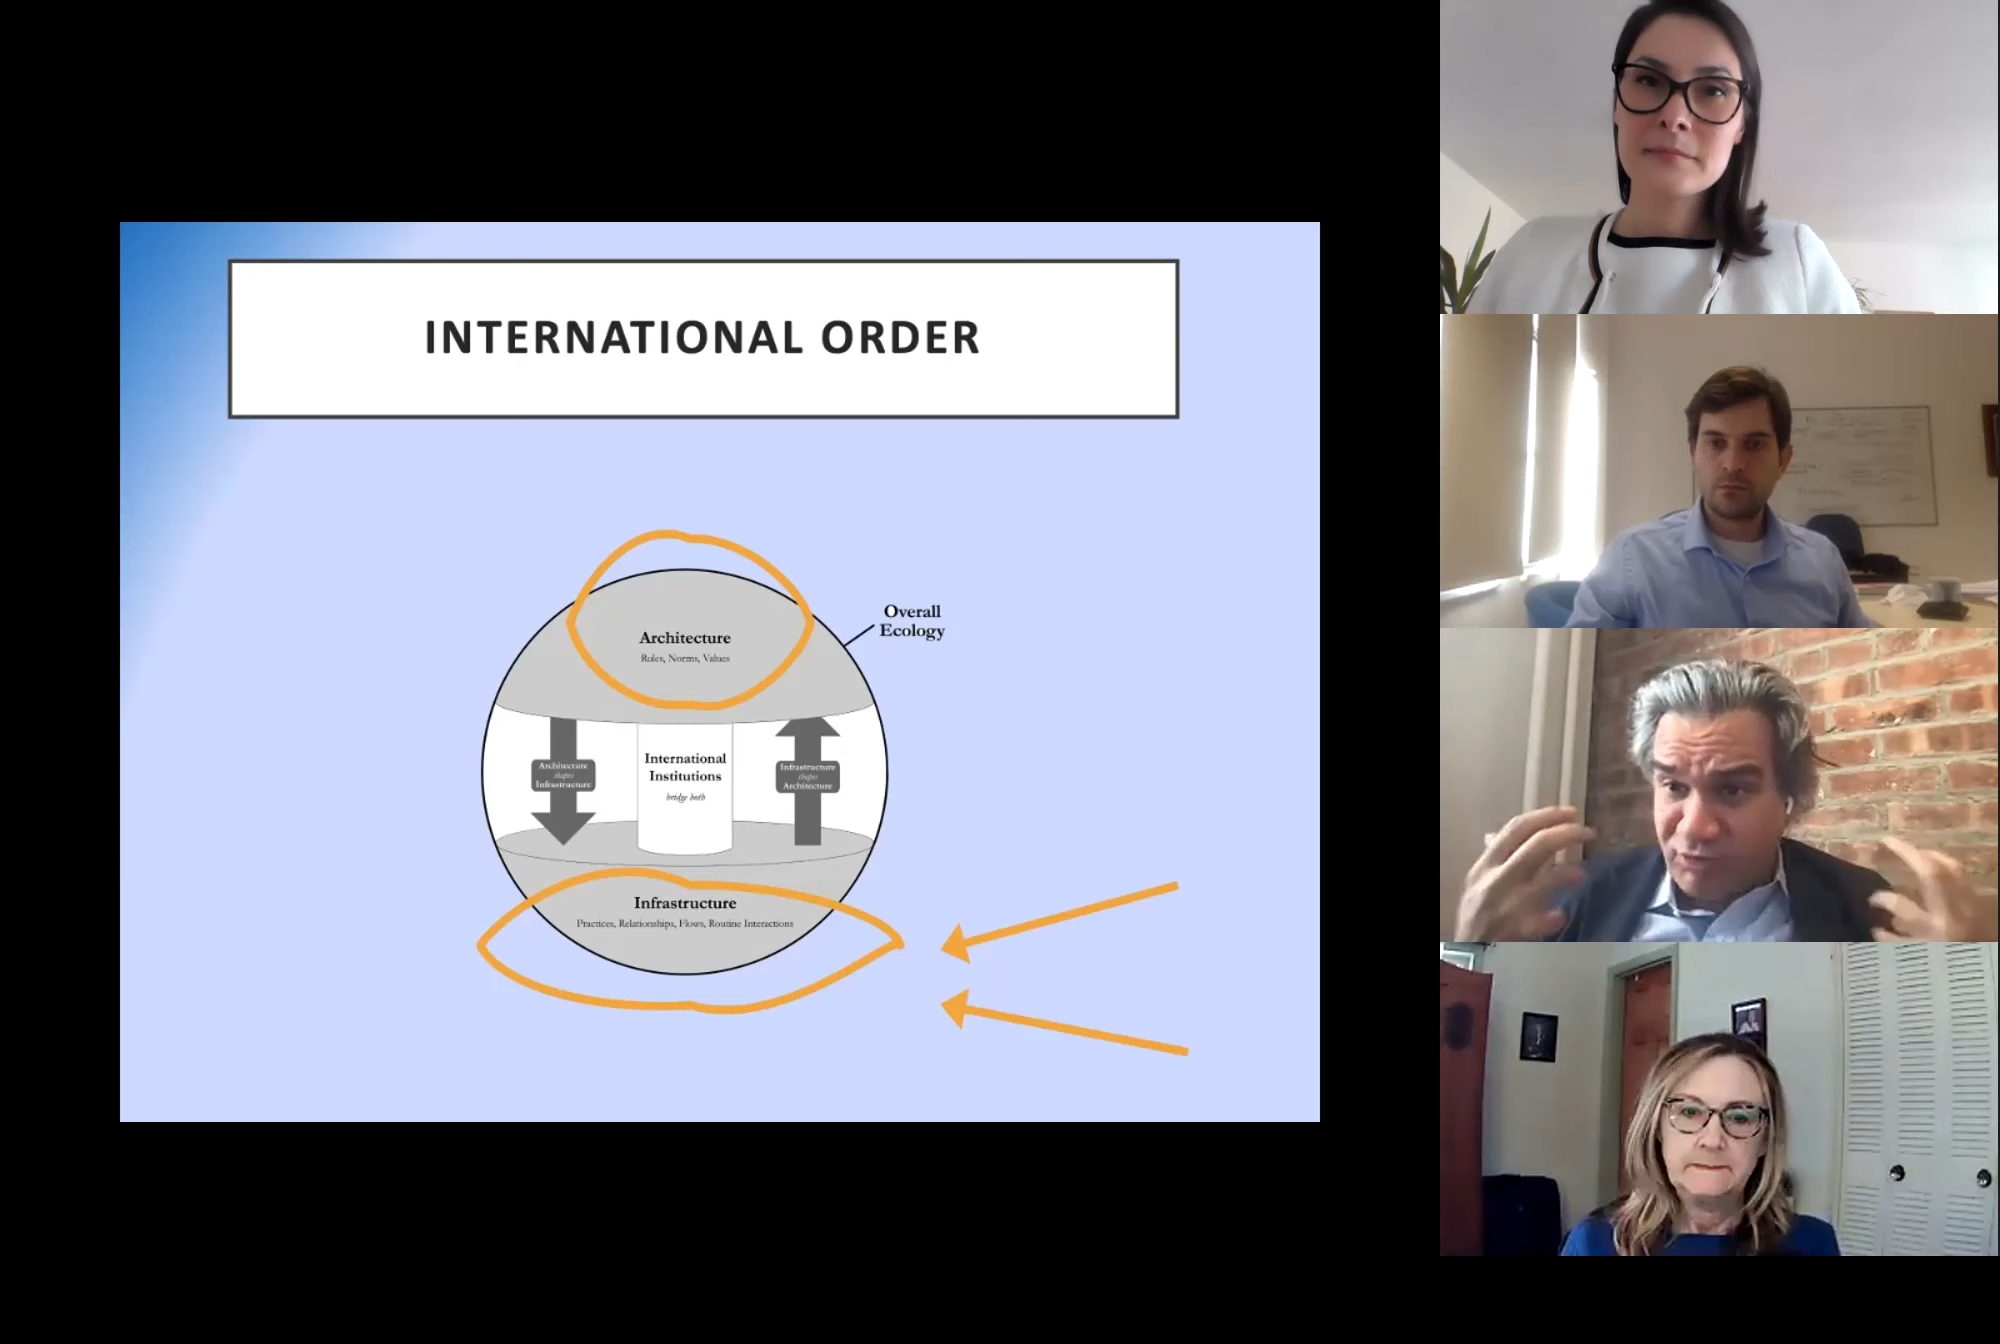 INTERNATIONAL ORDER
Overall
Ecology
Architecture
Rules, Norms, Values
Architecture
shapes
Infrastructure
International
Institutions
bridge both
Infrastructure
shapes
Architecture
Infrastructure
Practices, Relationships, Flows, Routine Interactions